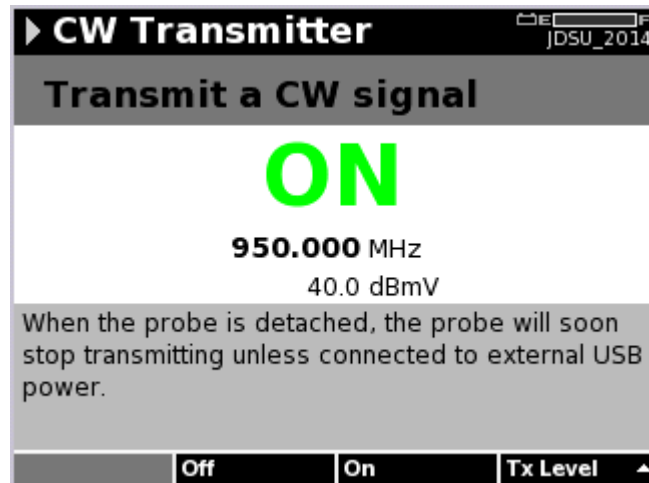 CW Transmitter
E F
JDSU_2014
Transmit a CW signal
ON
950.000 MHz
40.0 dBmV
When the probe is detached, the probe will soon
stop transmitting unless connected to external USB
power.
Off On Tx Level